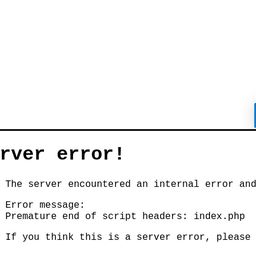 rver error!
The server encountered an internal error and
Error message:
Premature end of script headers: index.php
If you think this is a server error, please